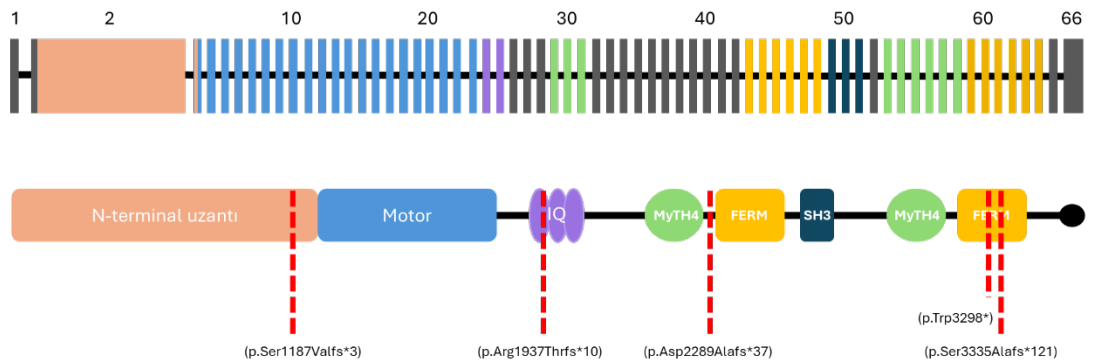 1 2 10 20 30 40 50 60 66
N-terminal uzantı Motor IQ MyTH4 FERM SH3 MyTH4 FERM
(p.Trp3298*)
(p.Ser1187Valfs*3) (p.Arg1937Thrfs*10) (p.Asp2289Alafs*37) (p.Ser3335Alafs*121)